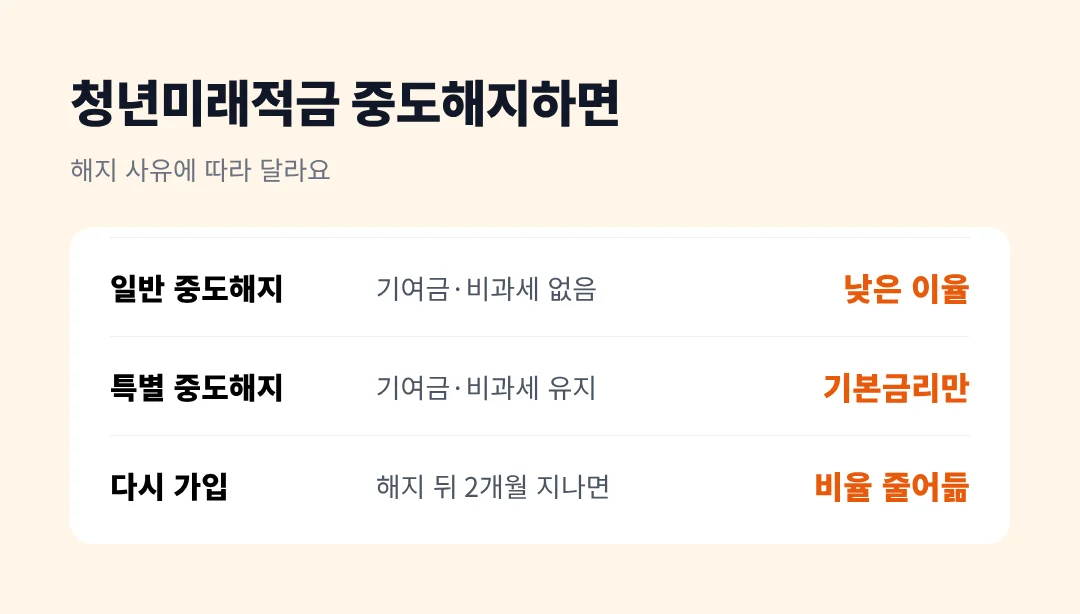 청년미래적금 중도해지하면
해지 사유에 따라 달라요
일반 중도해지 기여금·비과세 없음 낮은 이율
특별 중도해지 기여금·비과세 유지 기본금리만
다시 가입 해지 뒤 2개월 지나면 비율 줄어듦